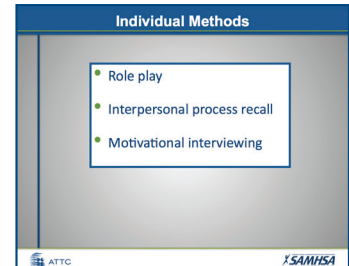 Individual Methods
Role play
Interpersonal process recall
Motivational interviewing
ATTC
SAMHSA